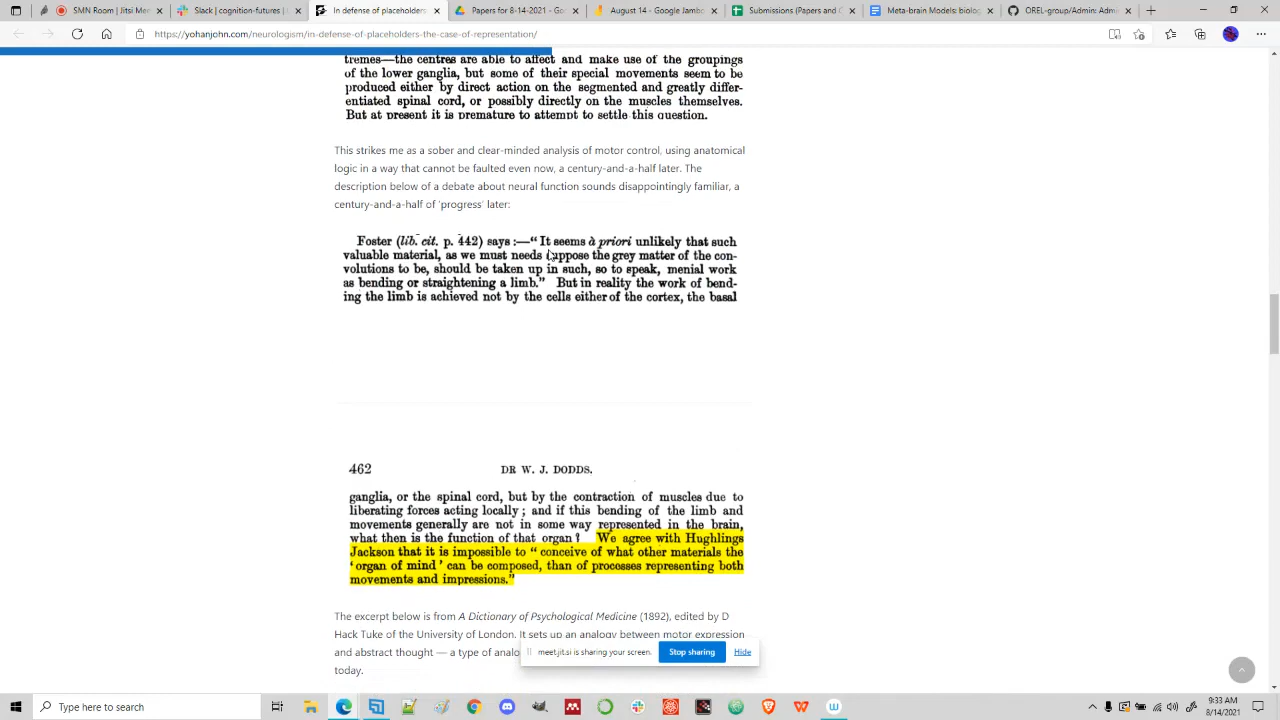 SMN Room | Jitsi Me
Slack | cognition-featur
In defense of placeholders
Papers for 8-14-2021 - Go
August 14 - Google Jamb
Submissions (Papers and C
Meta-brain Models: biolog
OREL-group/Admin: Adm
https://yohanjohn.com/neurologism/in-defense-of-placeholders-the-case-of-representation/
tremes—the centres are able to affect and make use of the groupings
of the lower ganglia, but some of their special movements seem to be
produced either by direct action on the segmented and greatly differ-
entiated spinal cord, or possibly directly on the muscles themselves.
But at present it is premature to attempt to settle this question.
This strikes me as a sober and clear-minded analysis of motor control, using anatomical
logic in a way that cannot be faulted even now, a century-and-a-half later. The
description below of a debate about neural function sounds disappointingly familiar, a
century-and-a-half of ‘progress’ later:
Foster (lib. cit. p. 442) says :—“ It seems à priori unlikely that such
valuable material, as we must needs suppose the grey matter of the con-
volutions to be, should be taken up in such, so to speak, menial work
as bending or straightening a limb.” But in reality the work of bend-
ing the limb is achieved not by the cells either of the cortex, the basal
462 DR W. J. DODDS.
ganglia, or the spinal cord, but by the contraction of muscles due to
liberating forces acting locally ; and if this bending of the limb and
movements generally are not in some way represented in the brain,
what then is the function of that organ ? We agree with Hughlings
Jackson that it is impossible to “ conceive of what other materials the
‘ organ of mind ’ can be composed, than of processes representing both
movements and impressions.”
The excerpt below is from A Dictionary of Psychological Medicine (1892), edited by D
Hack Tuke of the University of London. It sets up an analogy between motor expression
and abstract thought — a type of analo
today.
meet.jit.si is sharing your screen.
Stop sharing
Hide
Type here to search
9:33 AM
8/14/2021